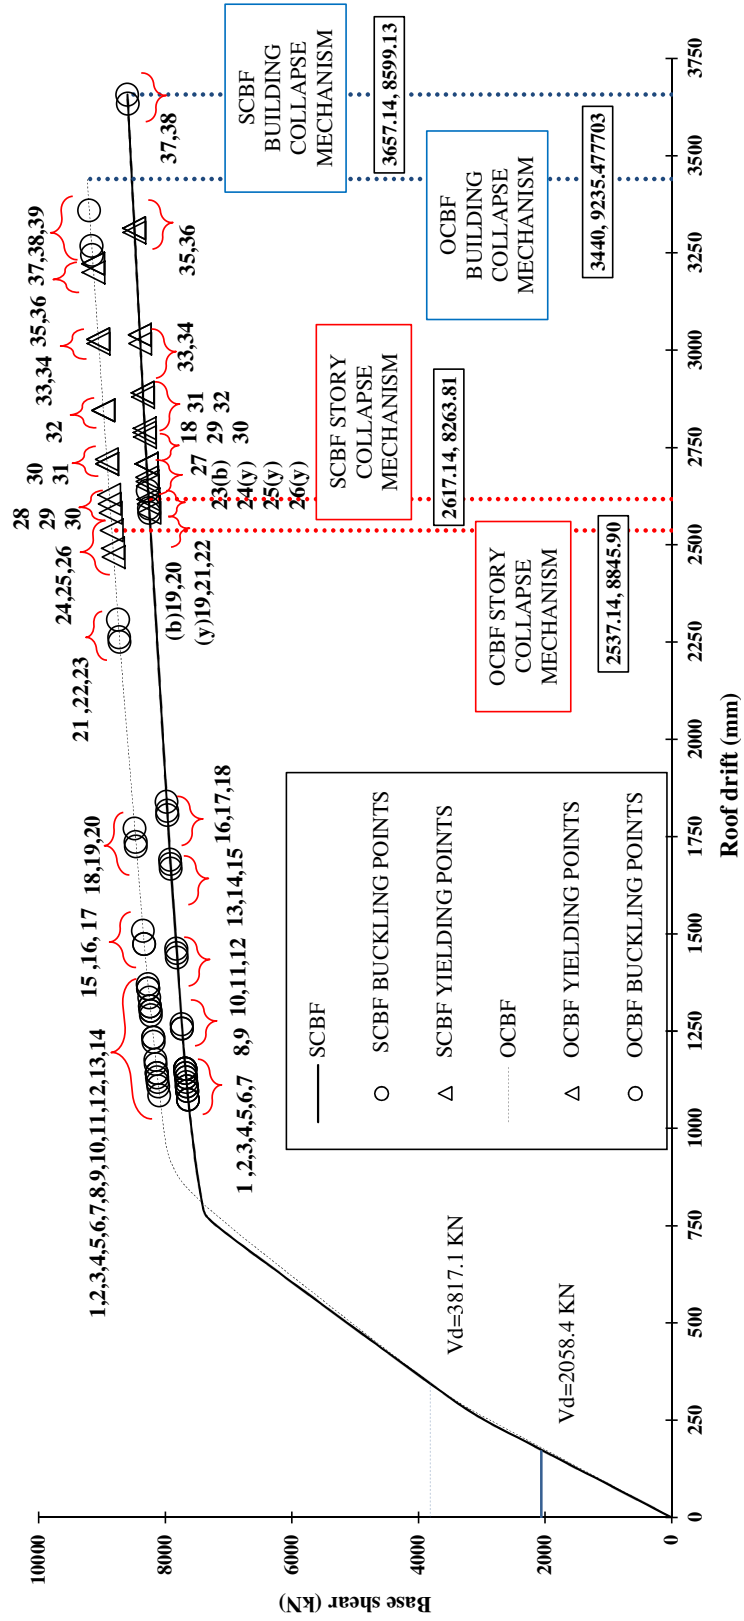 1,2,3,4,5,6,7,8,9,10,11,12,13,14
15 ,16, 17
18,19,20
21 ,22,23
24,25,26
28
29
30
30
31
32
33,34
35,36
37,38,39
1 ,2,3,4,5,6,7
8,9
10,11,12
13,14,15
16,17,18
(b)19,20
(y)19,21,22
23(b)
24(y)
25(y)
26(y)
27
18
29
30
31
32
33,34
35,36
37,38
SCBF
BUILDING
COLLAPSE
MECHANISM
3657.14, 8599.13
OCBF
BUILDING
COLLAPSE
MECHANISM
3440, 9235.477703
SCBF STORY
COLLAPSE
MECHANISM
2617.14, 8263.81
OCBF STORY
COLLAPSE
MECHANISM
2537.14, 8845.90
Vd=3817.1 KN
Vd=2058.4 KN
SCBF
SCBF BUCKLING POINTS
SCBF YIELDING POINTS
OCBF
OCBF YIELDING POINTS
OCBF BUCKLING POINTS
Base shear (kN)
10000
8000
6000
4000
2000
0
0
250
500
750
1000
1250
1500
1750
2000
2250
2500
2750
3000
3250
3500
3750
Roof drift (mm)